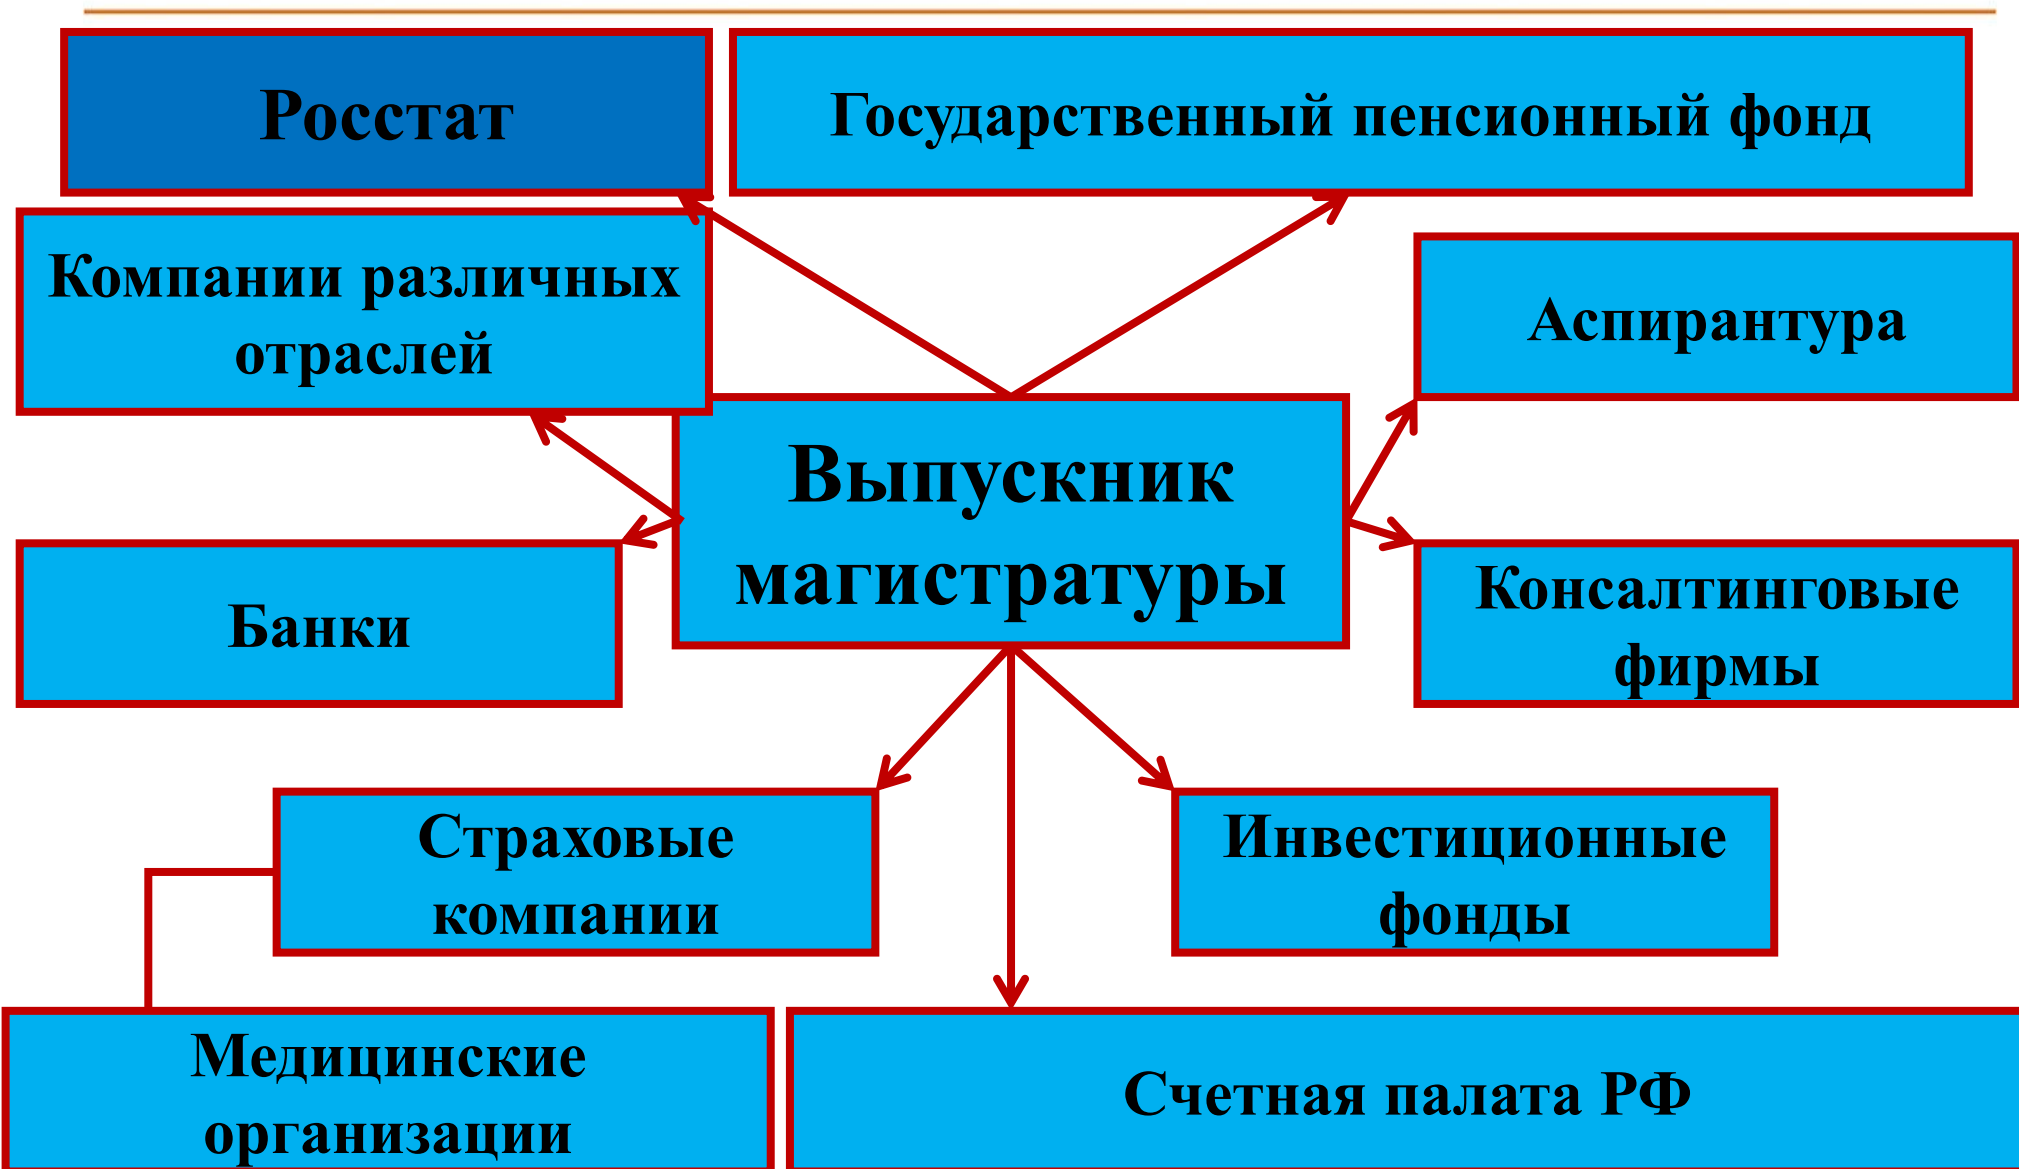 Росстат
Государственный пенсионный фонд
Компании различных
отраслей
Аспирантура
Выпускник
магистратуры
Банки
Консалтинговые
фирмы
Страховые
компании
Инвестиционные
фонды
Медицинские
организации
Счетная палата РФ